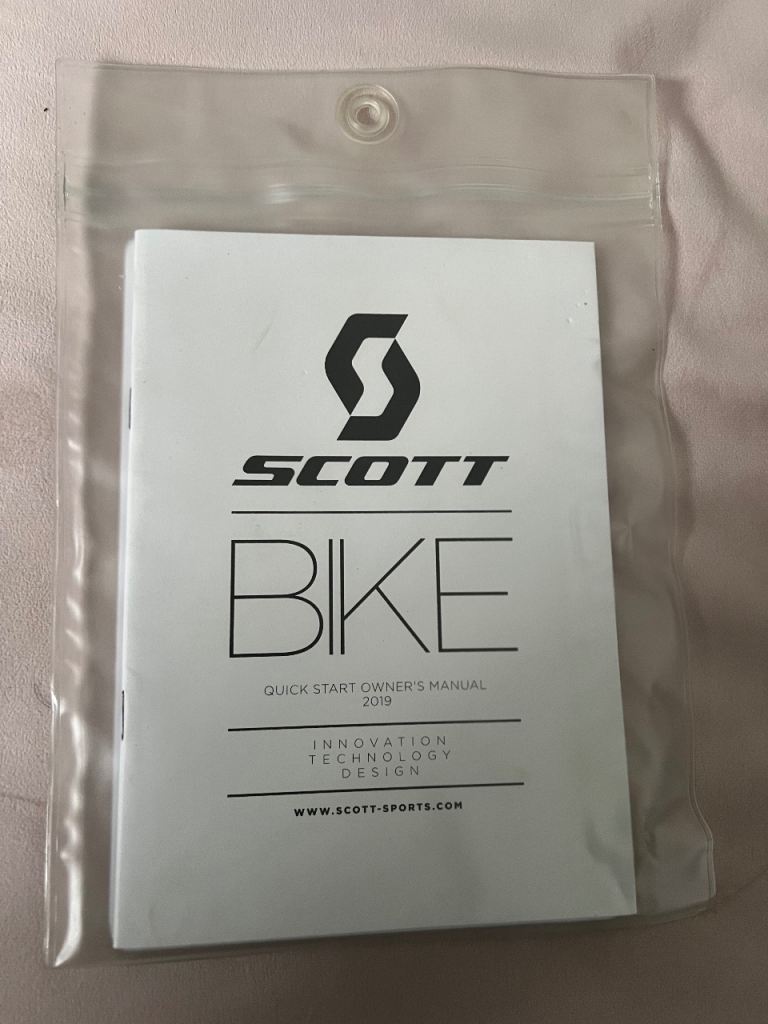 SCOTT
BIKE
QUICK START OWNER'S MANUAL
2019
INNOVATION
TECHNOLOGY
DESIGN
WWW.SCOTT-SPORTS.COM